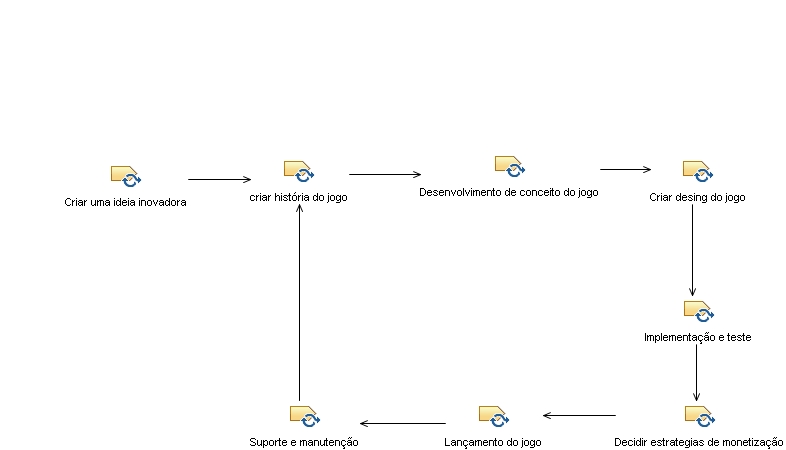 Criar uma ideia inovadora
criar história do jogo
Desenvolvimento de conceito do jogo
Criar desing do jogo
Implementação e teste
Decidir estrategias de monetização
Lançamento do jogo
Suporte e manutenção